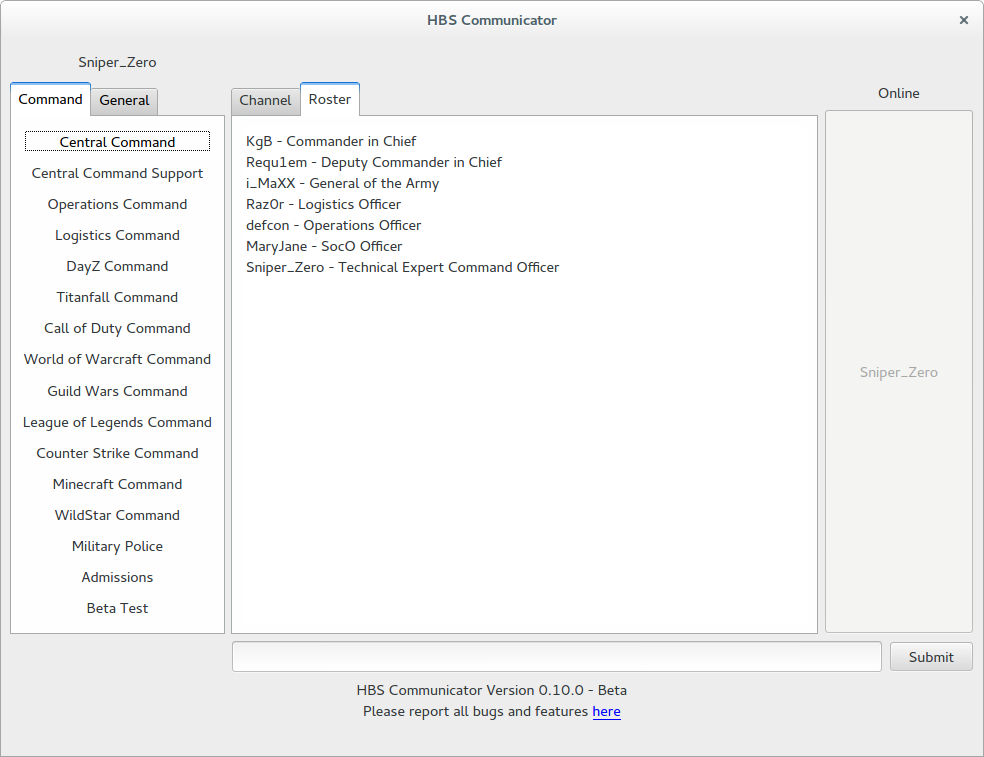 HBS Communicator
Sniper_Zero
Command
General
Central Command
Central Command Support
Operations Command
Logistics Command
DayZ Command
Titanfall Command
Call of Duty Command
World of Warcraft Command
Guild Wars Command
League of Legends Command
Counter Strike Command
Minecraft Command
WildStar Command
Military Police
Admissions
Beta Test
Channel
Roster
KgB - Commander in Chief
Requ1em - Deputy Commander in Chief
i_MaXX - General of the Army
Raz0r - Logistics Officer
defcon - Operations Officer
MaryJane - SocO Officer
Sniper_Zero - Technical Expert Command Officer
Online
Sniper_Zero
Submit
HBS Communicator Version 0.10.0 - Beta
Please report all bugs and features here